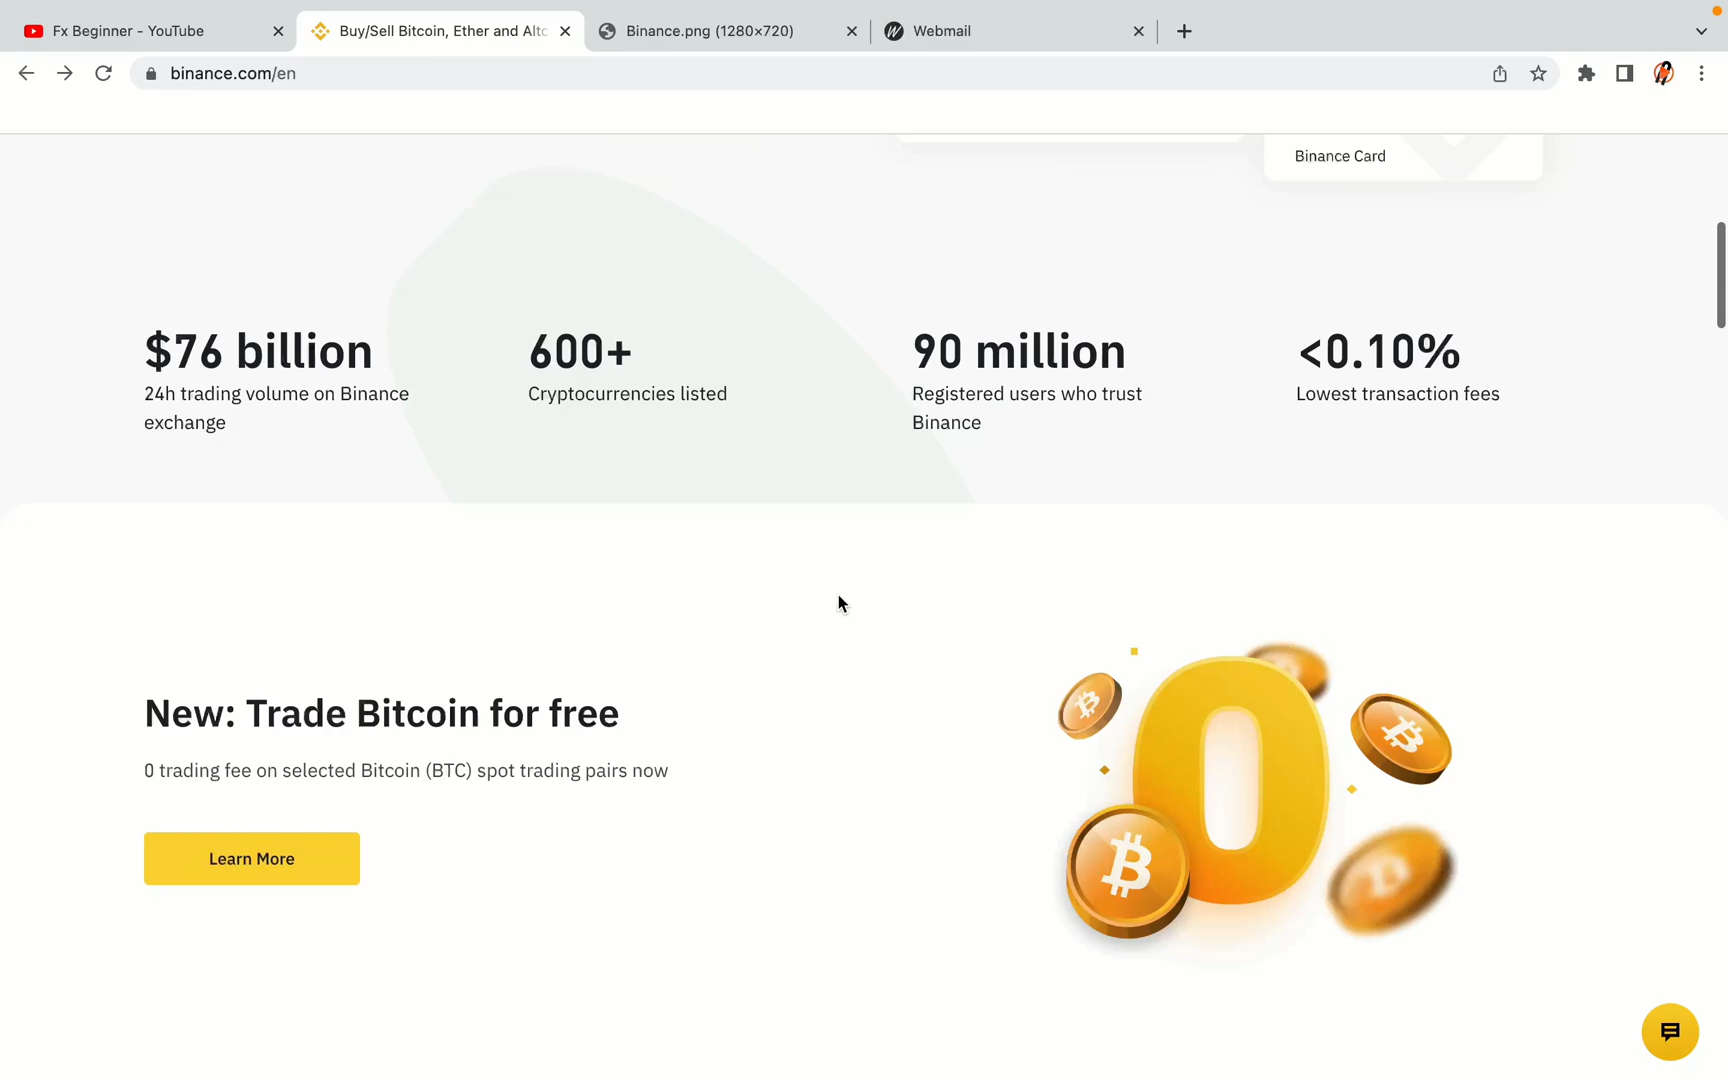 Fx Beginner - YouTube
Buy/Sell Bitcoin, Ether and Altc
Binance.png (1280×720)
Webmail
binance.com/en
Binance Card
$76 billion
24h trading volume on Binance
exchange
600+
Cryptocurrencies listed
90 million
Registered users who trust
Binance
<0.10%
Lowest transaction fees
New: Trade Bitcoin for free
0 trading fee on selected Bitcoin (BTC) spot trading pairs now
Learn More
0